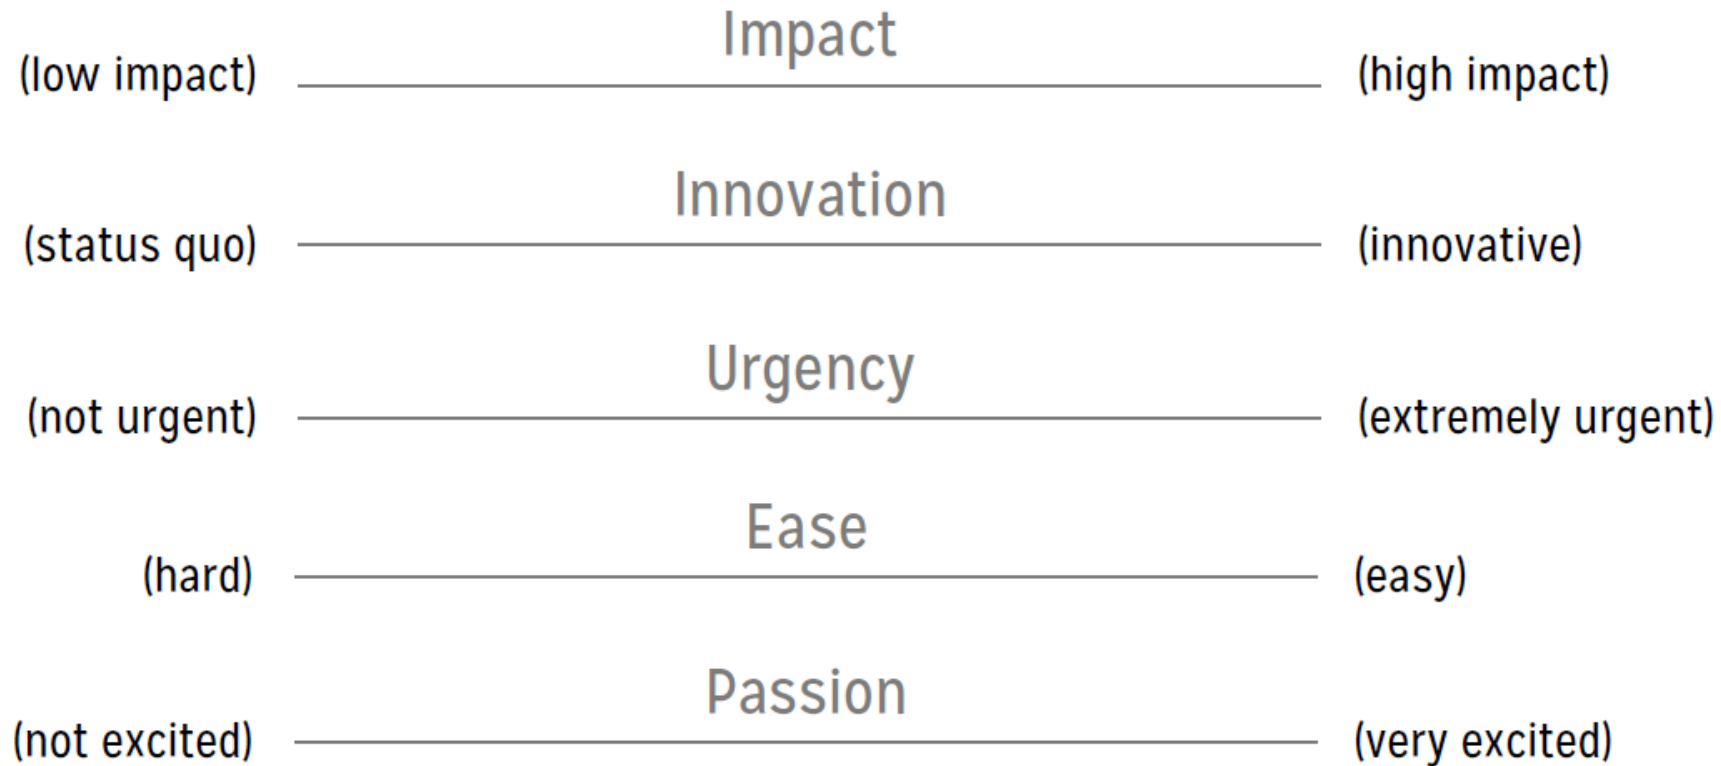 Impact
(low impact) (high impact)
Innovation
(status quo) (innovative)
Urgency
(not urgent) (extremely urgent)
Ease
(hard) (easy)
Passion
(not excited) (very excited)